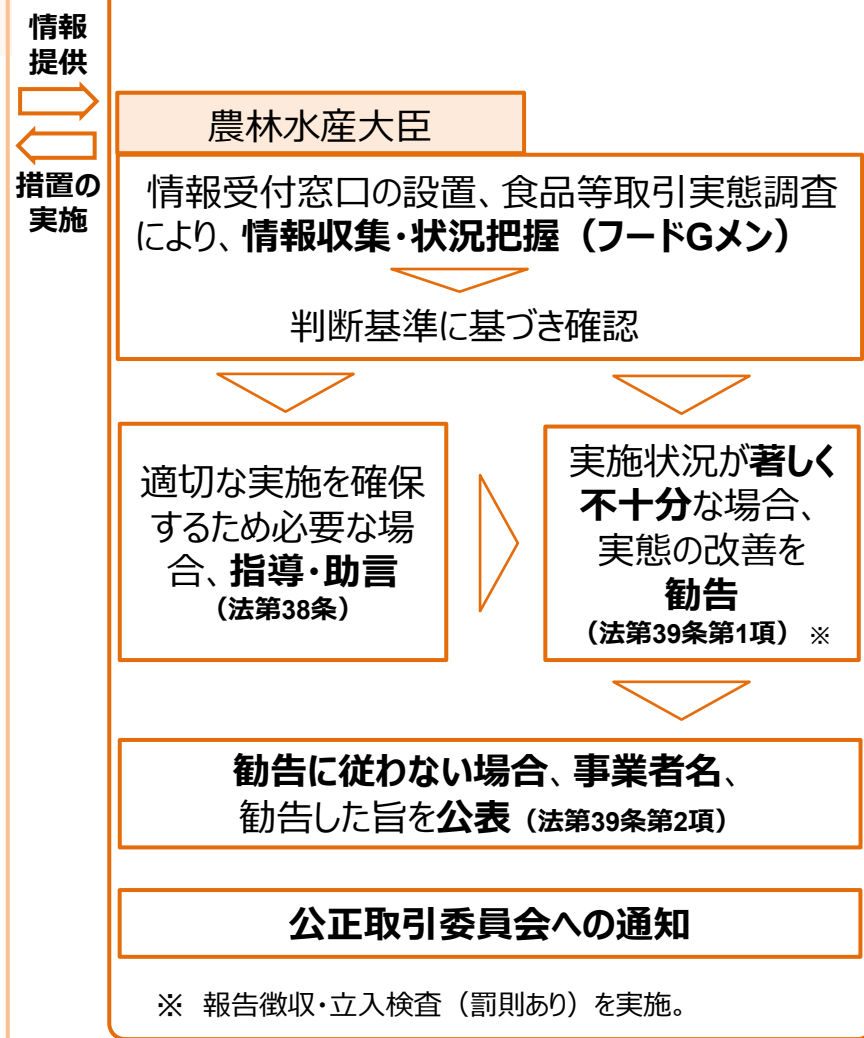 情報
提供
措置の
実施
農林水産大臣
情報受付窓口の設置、食品等取引実態調査
により、情報収集・状況把握（フードGメン）
判断基準に基づき確認
適切な実施を確保
するため必要な場
合、指導・助言
（法第38条）
実施状況が著しく
不十分な場合、
実態の改善を
勧告
（法第39条第1項）※
勧告に従わない場合、事業者名、
勧告した旨を公表（法第39条第2項）
公正取引委員会への通知
※ 報告徴収・立入検査（罰則あり）を実施。